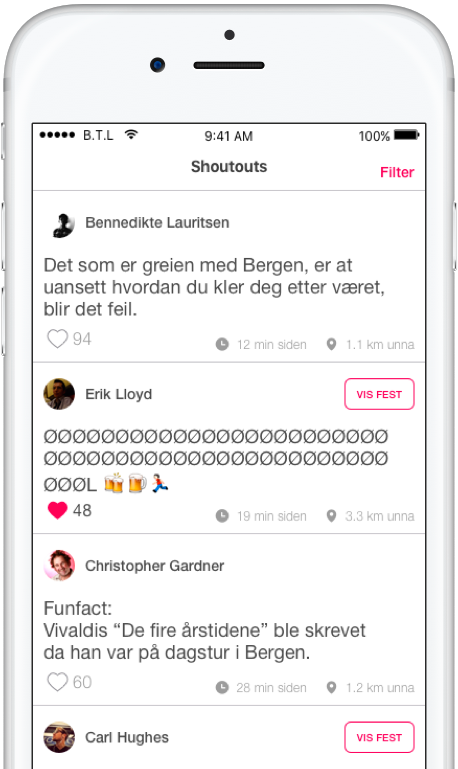 B.T.L 9:41 AM 100%
Shoutouts
Filter
Bennedikte Lauritsen
Det som er greien med Bergen, er at
uansett hvordan du kler deg etter været,
blir det feil.
94 12 min siden 1.1 km unna
Erik Lloyd VIS FEST
ØØØØØØØØØØØØØØØØØØØØØØØØ
ØØØØØØØØØØØØØØØØØØØØØØØØ
ØØØL 🍻🍺🏃
48 19 min siden 3.3 km unna
Christopher Gardner
Funfact:
Vivaldis “De fire årstidene” ble skrevet
da han var på dagstur i Bergen.
60 28 min siden 1.2 km unna
Carl Hughes VIS FEST